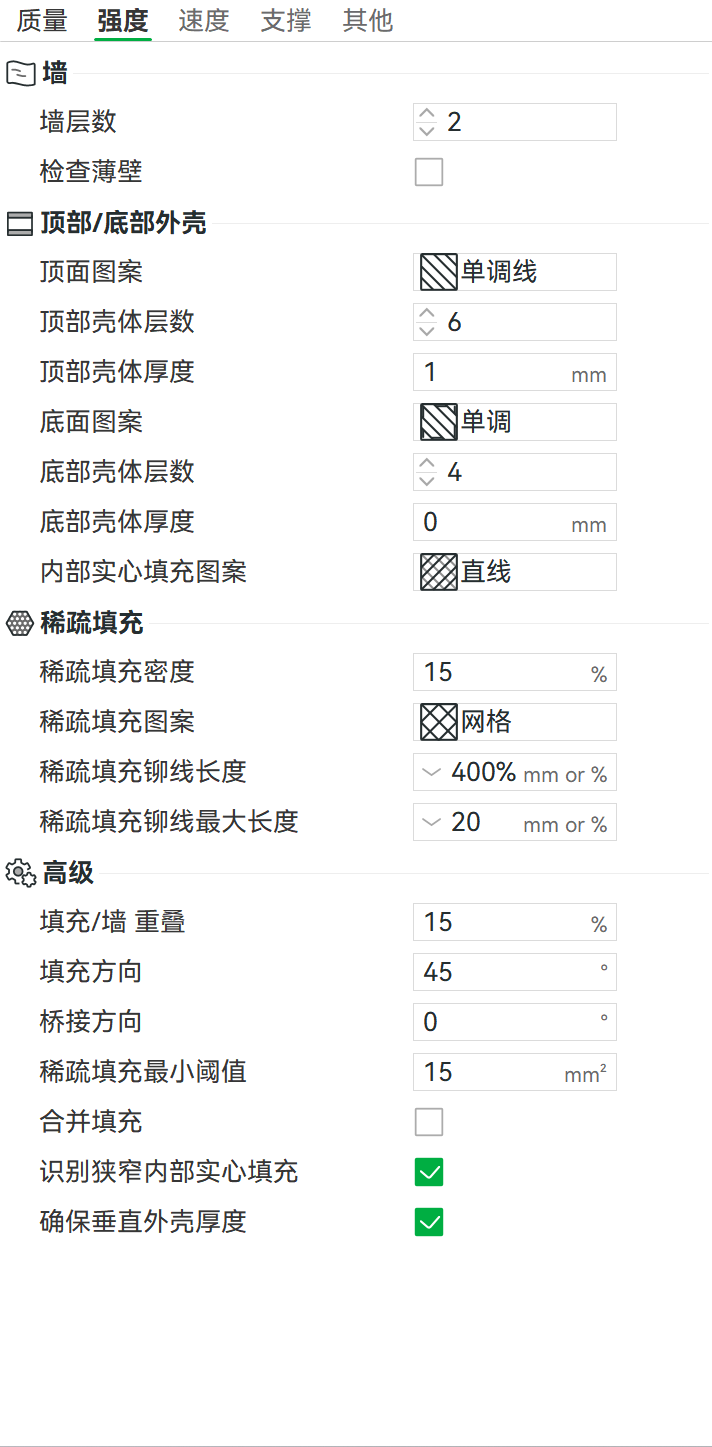 质量 强度 速度 支撑 其他
墙
墙层数 2
检查薄壁
顶部/底部外壳
顶面图案 单调线
顶部壳体层数 6
顶部壳体厚度 1 mm
底面图案 单调
底部壳体层数 4
底部壳体厚度 0 mm
内部实心填充图案 直线
稀疏填充
稀疏填充密度 15 %
稀疏填充图案 网格
稀疏填充铆线长度 400% mm or %
稀疏填充铆线最大长度 20 mm or %
高级
填充/墙 重叠 15 %
填充方向 45 °
桥接方向 0 °
稀疏填充最小阈值 15 mm²
合并填充
识别狭窄内部实心填充
确保垂直外壳厚度